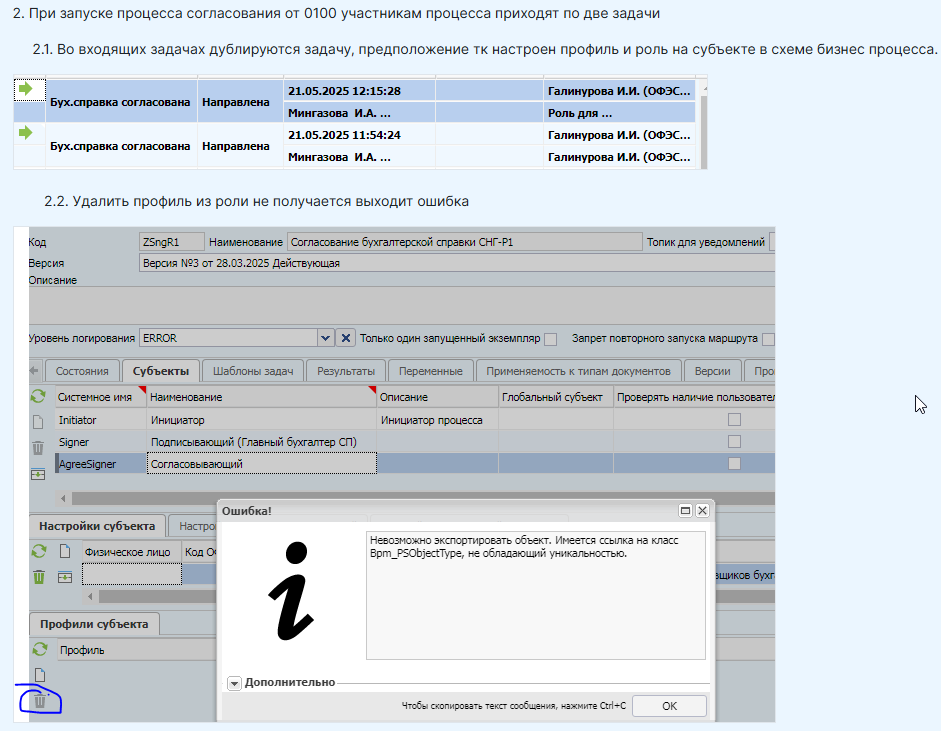 2. При запуске процесса согласования от 0100 участникам процесса приходят по две задачи
2.1. Во входящих задачах дублируются задачу, предположение тк настроен профиль и роль на субъекте в схеме бизнес процесса.
Бух.справка согласована Направлена 21.05.2025 12:15:28 Галинурова И.И. (ОФЭС...
Мингазова И.А. ... Роль для ...
Бух.справка согласована Направлена 21.05.2025 11:54:24 Галинурова И.И. (ОФЭС...
Мингазова И.А. ... Галинурова И.И. (ОФЭС...
2.2. Удалить профиль из роли не получается выходит ошибка
Код ZSngR1 Наименование Согласование бухгалтерской справки СНГ-Р1 Топик для уведомлений
Версия Версия №3 от 28.03.2025 Действующая
Описание
Уровень логирования ERROR Только один запущенный экземпляр Запрет повторного запуска маршрута
Состояния Субъекты Шаблоны задач Результаты Переменные Применяемость к типам документов Версии
Системное имя Наименование Описание Глобальный субъект Проверять наличие пользовател
Initiator Инициатор Инициатор процесса
Signer Подписывающий (Главный бухгалтер СП)
AgreeSigner Согласовывающий
Ошибка!
Настройки субъекта Настро
Невозможно экспортировать объект. Имеется ссылка на класс
Bpm_PSObjectType, не обладающий уникальностью.
Физическое лицо Код О
вщиков бухг
Профили субъекта
Профиль
Дополнительно
Чтобы скопировать текст сообщения, нажмите Ctrl+C OK